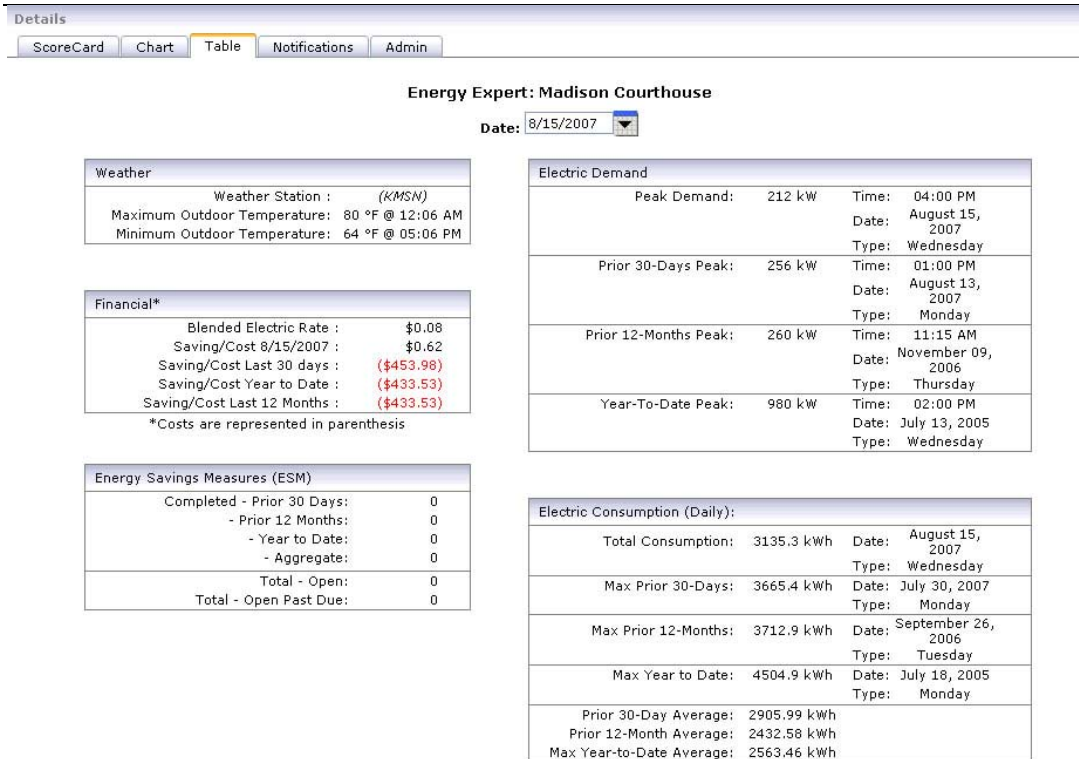 Details
ScoreCard Chart Table Notifications Admin
Energy Expert: Madison Courthouse
Date: 8/15/2007
Weather
Weather Station : (KMSN)
Maximum Outdoor Temperature: 80 °F @ 12:06 AM
Minimum Outdoor Temperature: 64 °F @ 05:06 PM
Financial*
Blended Electric Rate : $0.08
Saving/Cost 8/15/2007 : $0.62
Saving/Cost Last 30 days : ($453.98)
Saving/Cost Year to Date : ($433.53)
Saving/Cost Last 12 Months : ($433.53)
*Costs are represented in parenthesis
Energy Savings Measures (ESM)
Completed - Prior 30 Days: 0
- Prior 12 Months: 0
- Year to Date: 0
- Aggregate: 0
Total - Open: 0
Total - Open Past Due: 0
Electric Demand
Peak Demand: 212 kW Time: 04:00 PM
Date: August 15,
2007
Type: Wednesday
Prior 30-Days Peak: 256 kW Time: 01:00 PM
Date: August 13,
2007
Type: Monday
Prior 12-Months Peak: 260 kW Time: 11:15 AM
Date: November 09,
2006
Type: Thursday
Year-To-Date Peak: 980 kW Time: 02:00 PM
Date: July 13, 2005
Type: Wednesday
Electric Consumption (Daily):
Total Consumption: 3135.3 kWh Date: August 15,
2007
Type: Wednesday
Max Prior 30-Days: 3665.4 kWh Date: July 30, 2007
Type: Monday
Max Prior 12-Months: 3712.9 kWh Date: September 26,
2006
Type: Tuesday
Max Year to Date: 4504.9 kWh Date: July 18, 2005
Type: Monday
Prior 30-Day Average: 2905.99 kWh
Prior 12-Month Average: 2432.58 kWh
Max Year-to-Date Average: 2563.46 kWh